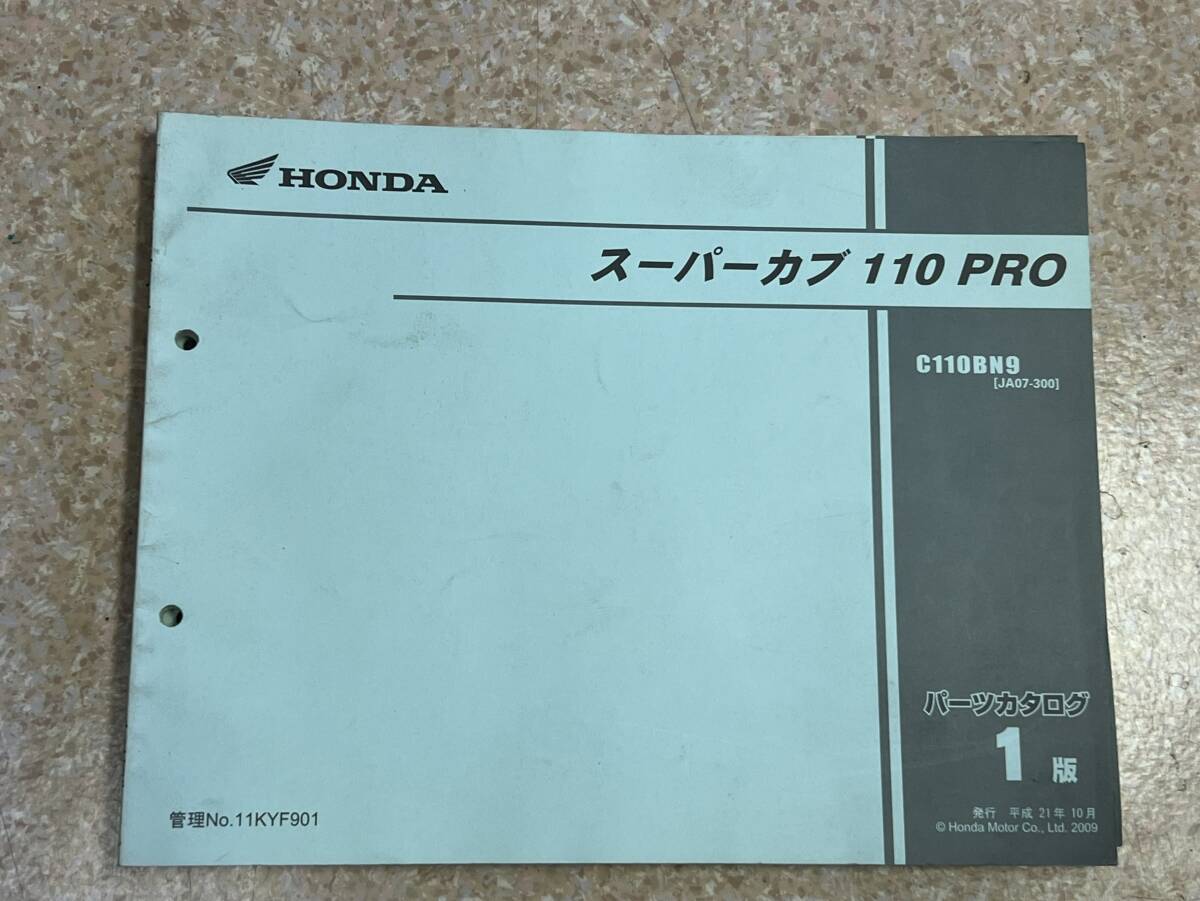 HONDA
スーパーカブ 110 PRO
C110BN9
[JA07-300]
パーツカタログ
1 版
管理No.11KYF901
発行 平成 21年 10月
© Honda Motor Co., Ltd. 2009